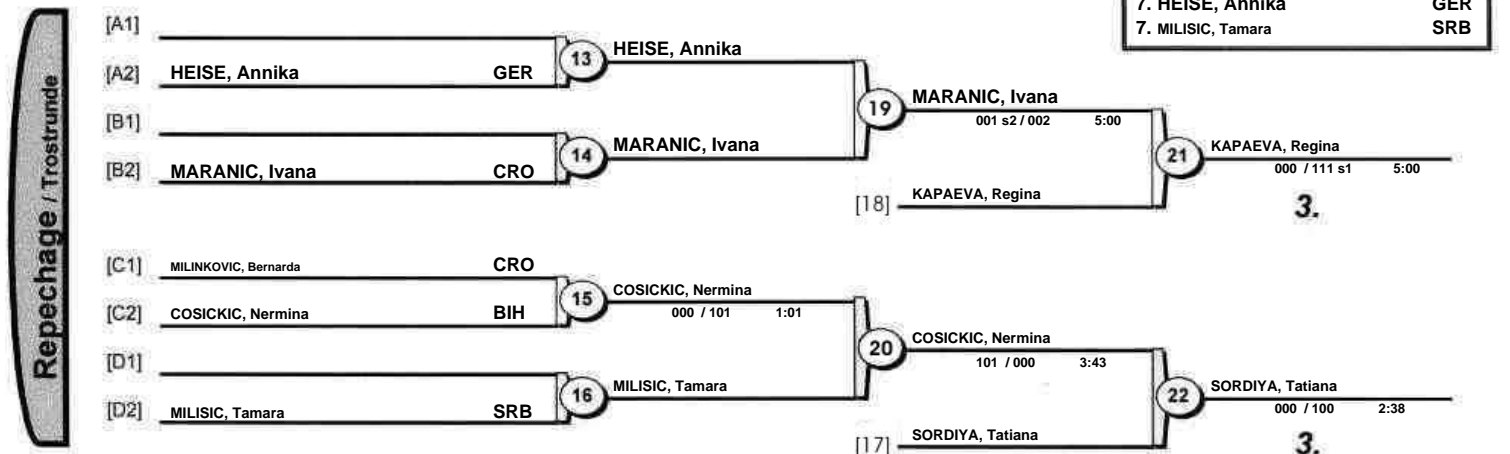 7. HEISE, Annika GER
7. MILISIC, Tamara SRB
Repechage / Trostrunde
[A1]
13
HEISE, Annika
[A2] HEISE, Annika GER
19
MARANIC, Ivana
001 s2 / 002 5:00
[B1]
14
MARANIC, Ivana
21
KAPAEVA, Regina
000 / 111 s1 5:00
[B2] MARANIC, Ivana CRO
[18] KAPAEVA, Regina
3.
[C1] MILINKOVIC, Bernarda CRO
15
COSICKIC, Nermina
000 / 101 1:01
[C2] COSICKIC, Nermina BIH
20
COSICKIC, Nermina
101 / 000 3:43
[D1]
16
MILISIC, Tamara
22
SORDIYA, Tatiana
000 / 100 2:38
[D2] MILISIC, Tamara SRB
[17] SORDIYA, Tatiana
3.